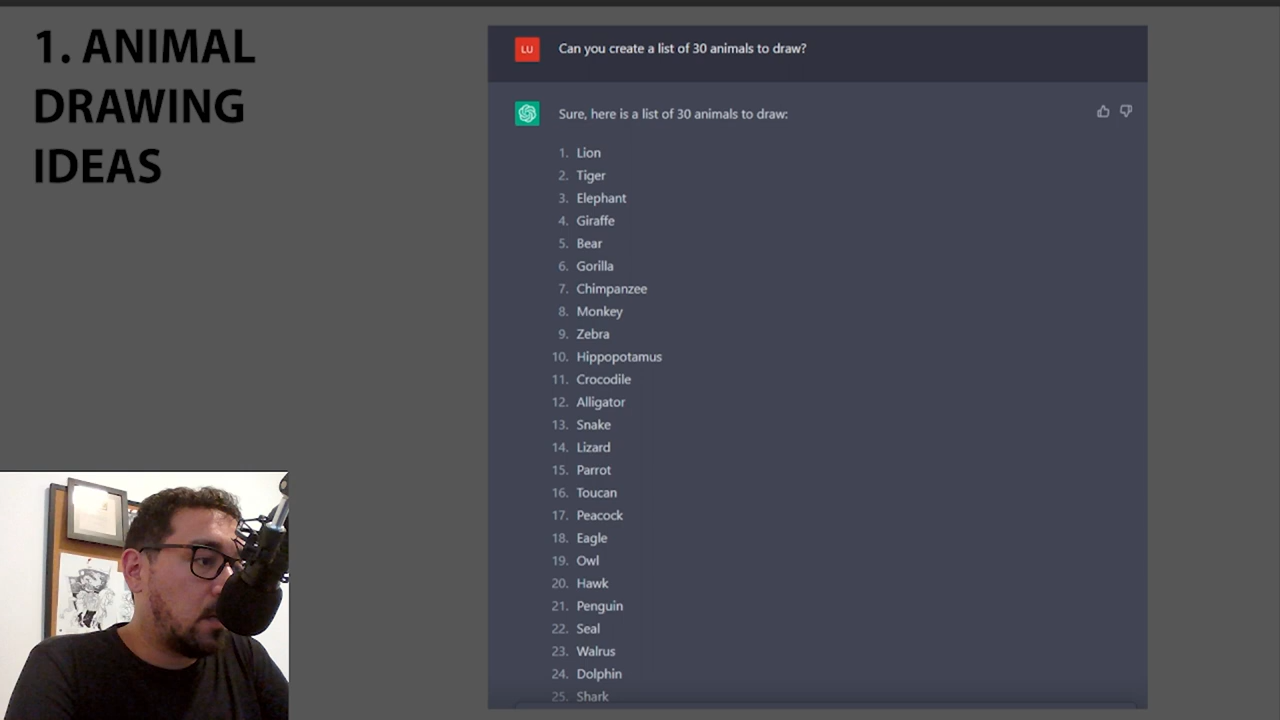 1. ANIMAL
DRAWING
IDEAS
LU
Can you create a list of 30 animals to draw?
Sure, here is a list of 30 animals to draw:
1. Lion
2. Tiger
3. Elephant
4. Giraffe
5. Bear
6. Gorilla
7. Chimpanzee
8. Monkey
9. Zebra
10. Hippopotamus
11. Crocodile
12. Alligator
13. Snake
14. Lizard
15. Parrot
16. Toucan
17. Peacock
18. Eagle
19. Owl
20. Hawk
21. Penguin
22. Seal
23. Walrus
24. Dolphin
25. Shark